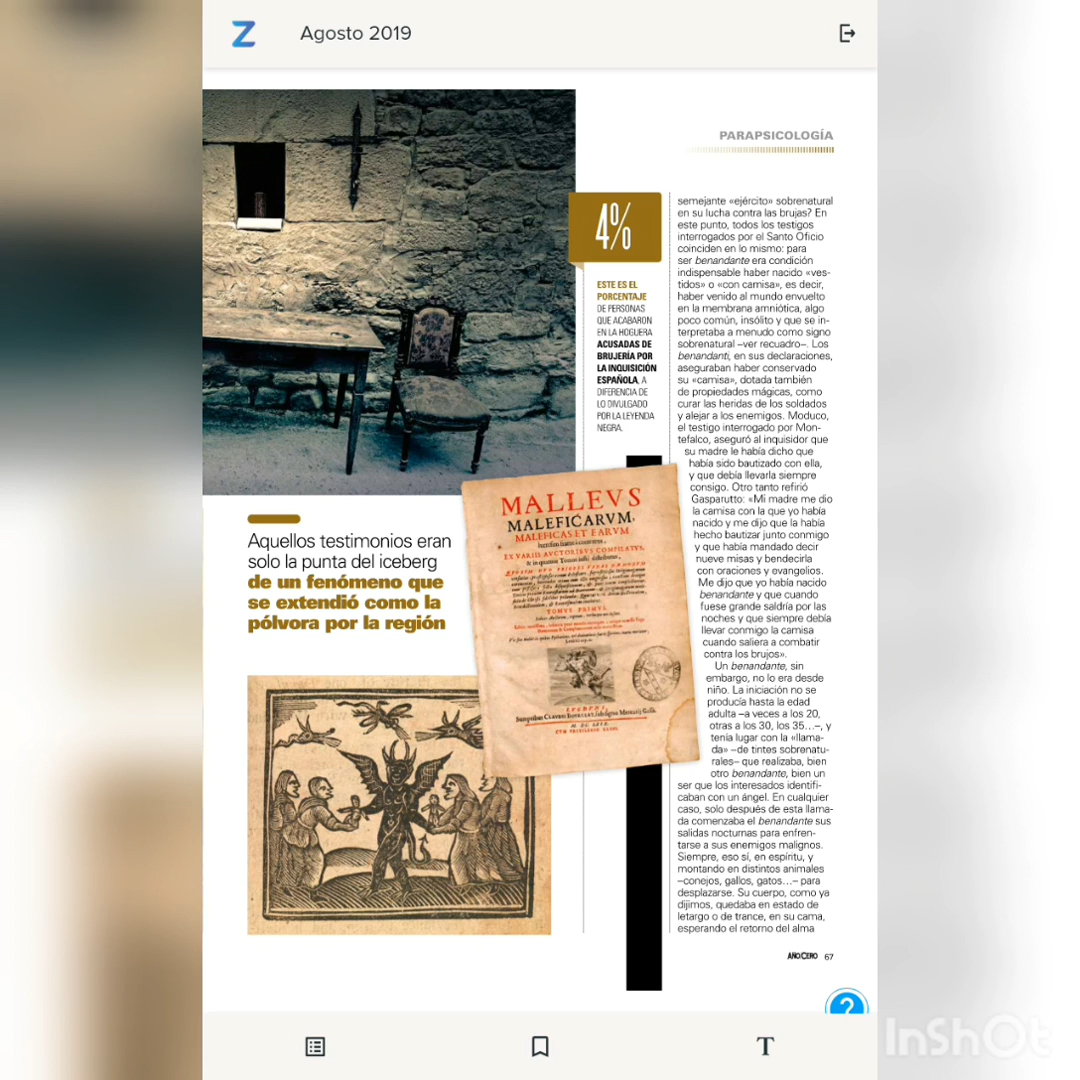 Z
Agosto 2019
PARAPSICOLOGÍA
4%
ESTE ES EL
PORCENTAJE
DE PERSONAS
QUE ACABARON
EN LA HOGUERA
ACUSADAS DE
BRUJERÍA POR
LA INQUISICIÓN
ESPAÑOLA, A
DIFERENCIA DE
LO DIVULGADO
POR LA LEYENDA
NEGRA.
Aquellos testimonios eran
solo la punta del iceberg
de un fenómeno que
se extendió como la
pólvora por la región
MALLEVS
MALEFICARVM,
MALEFICAS ET EARVM
EX VARIIS AVCTORIBVS COMPILATVS,
TOMVS PRIMVS.
semejante «ejército» sobrenatural
en su lucha contra las brujas? En
este punto, todos los testigos
interrogados por el Santo Oficio
coinciden en lo mismo: para
ser benandante era condición
indispensable haber nacido «ves-
tidos» o «con camisa», es decir,
haber venido al mundo envuelto
en la membrana amniótica, algo
poco común, insólito y que se in-
terpretaba a menudo como signo
sobrenatural –ver recuadro–. Los
benandanti, en sus declaraciones,
aseguraban haber conservado
su «camisa», dotada también
de propiedades mágicas, como
curar las heridas de los soldados
y alejar a los enemigos. Moduco,
el testigo interrogado por Mon-
tefalco, aseguró al inquisidor que
su madre le había dicho que
había sido bautizado con ella,
y que debía llevarla siempre
consigo. Otro tanto refirió
Gasparutto: «Mi madre me dio
la camisa con la que yo había
nacido y me dijo que la había
hecho bautizar junto conmigo
y que había mandado decir
nueve misas y bendecirla
con oraciones y evangelios.
Me dijo que yo había nacido
benandante y que cuando
fuese grande saldría por las
noches y que siempre debía
llevar conmigo la camisa
cuando saliera a combatir
contra los brujos».
Un benandante, sin
embargo, no lo era desde
niño. La iniciación no se
producía hasta la edad
adulta –a veces a los 20,
otras a los 30, los 35…–, y
tenía lugar con la «llama-
da» –de tintes sobrenatu-
rales– que realizaba, bien
otro benandante, bien un
ser que los interesados identifi-
caban con un ángel. En cualquier
caso, solo después de esta llama-
da comenzaba el benandante sus
salidas nocturnas para enfren-
tarse a sus enemigos malignos.
Siempre, eso sí, en espíritu, y
montando en distintos animales
–conejos, gallos, gatos…– para
desplazarse. Su cuerpo, como ya
dijimos, quedaba en estado de
letargo o de trance, en su cama,
esperando el retorno del alma
AÑO CERO 67
?
T
InShOt